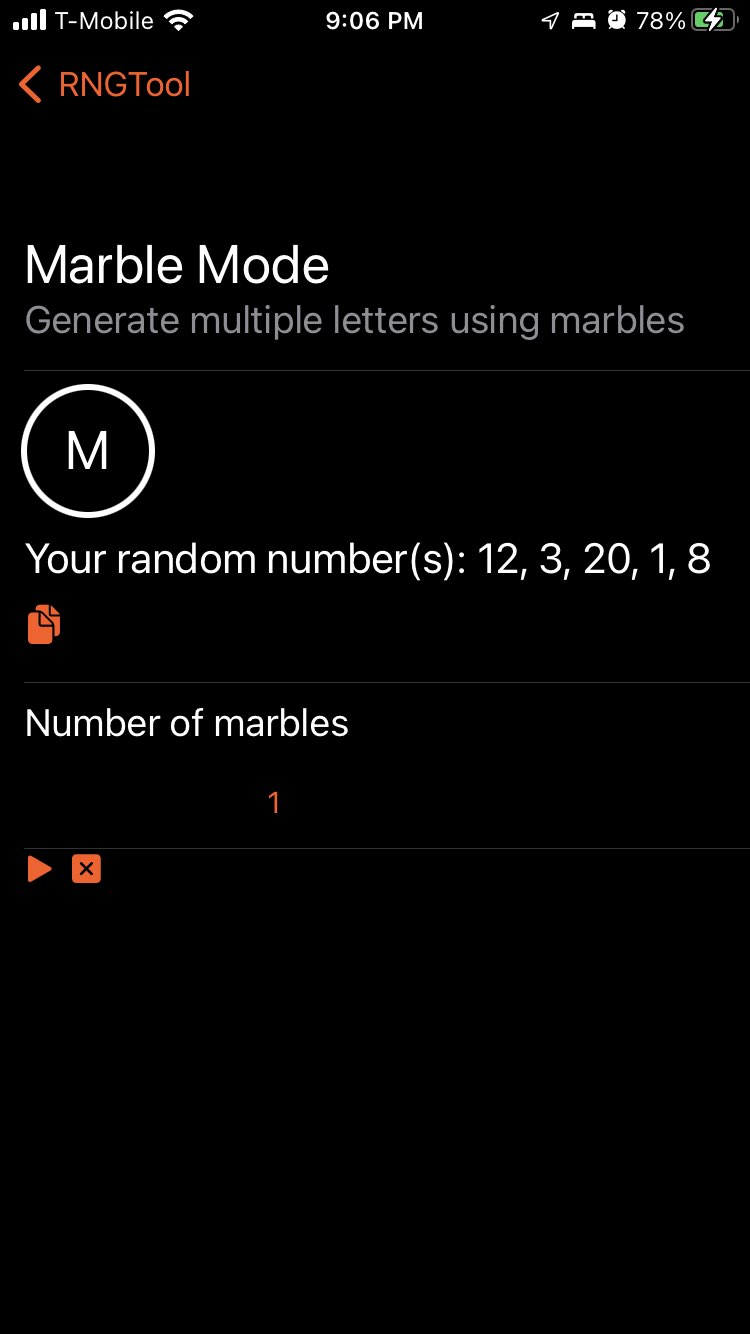 T-Mobile 9:06 PM 78%
RNGTool
Marble Mode
Generate multiple letters using marbles
M
Your random number(s): 12, 3, 20, 1, 8
Number of marbles
1